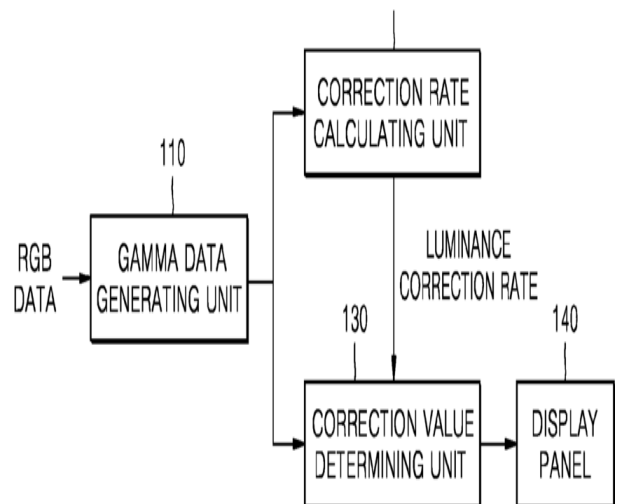 CORRECTION RATE
CALCULATING UNIT
110
RGB
DATA
GAMMA DATA
GENERATING UNIT
LUMINANCE
CORRECTION RATE
130
140
CORRECTION VALUE
DETERMINING UNIT
DISPLAY
PANEL